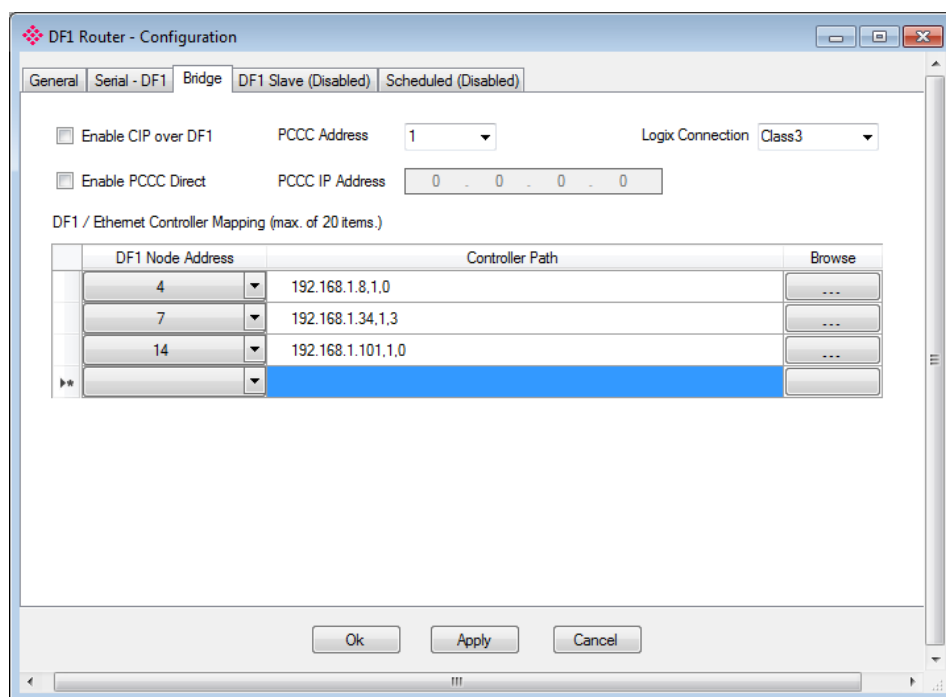 DF1 Router - Configuration
General Serial - DF1 Bridge DF1 Slave (Disabled) Scheduled (Disabled)
Enable CIP over DF1 PCCC Address 1 Logix Connection Class3
Enable PCCC Direct PCCC IP Address 0 . 0 . 0 . 0
DF1 / Ethernet Controller Mapping (max. of 20 items.)
DF1 Node Address Controller Path Browse
4 192.168.1.8,1,0 ...
7 192.168.1.34,1,3 ...
14 192.168.1.101,1,0 ...
Ok Apply Cancel